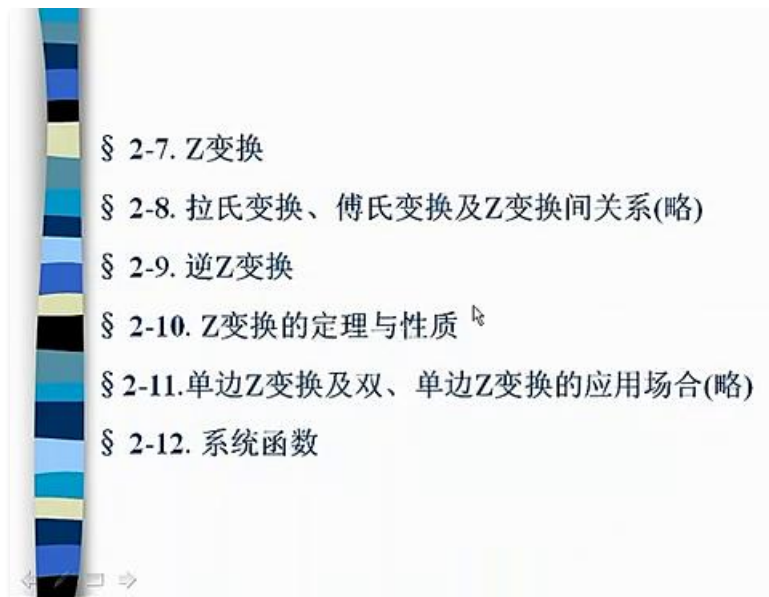 § 2-7. Z变换
§ 2-8. 拉氏变换、傅氏变换及Z变换间关系(略)
§ 2-9. 逆Z变换
§ 2-10. Z变换的定理与性质
§ 2-11.单边Z变换及双、单边Z变换的应用场合(略)
§ 2-12. 系统函数